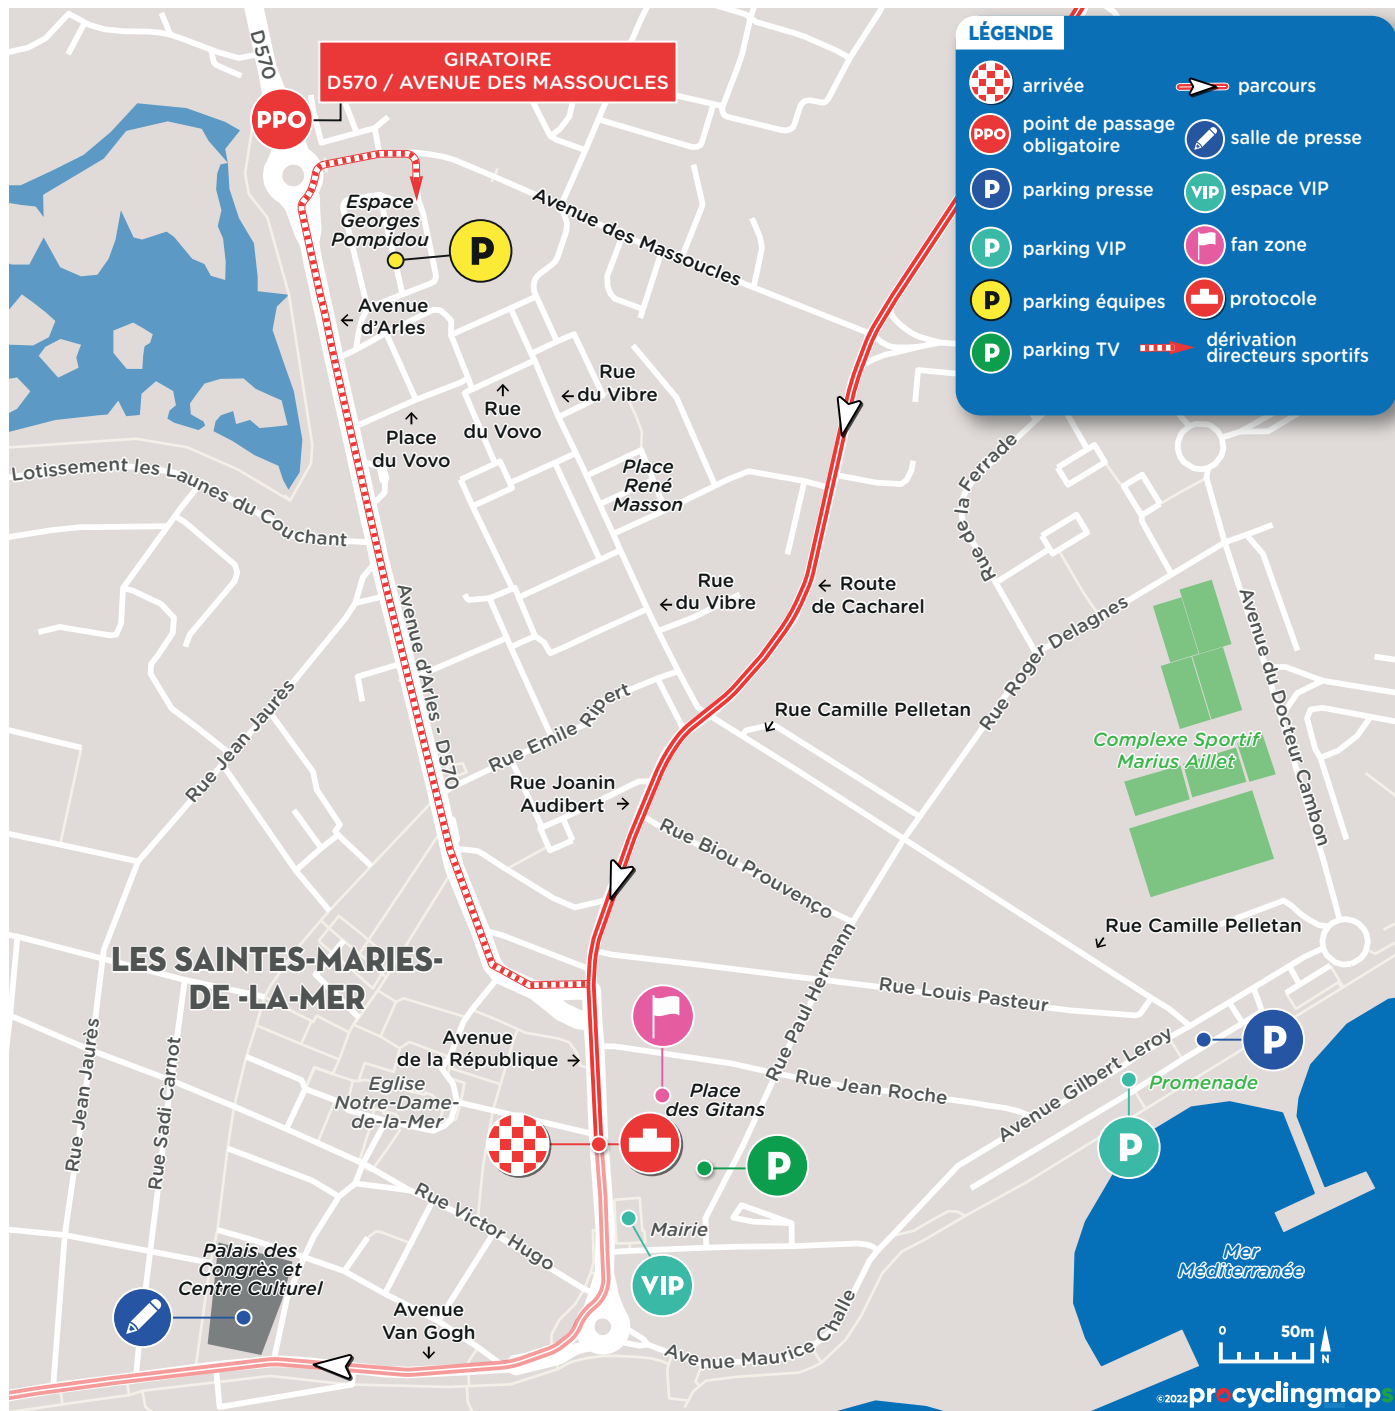 D570
GIRATOIRE
D570 / AVENUE DES MASSOUCLES
PPO
LÉGENDE
arrivée
parcours
PPO
point de passage
obligatoire
salle de presse
P
parking presse
VIP
espace VIP
P
parking VIP
fan zone
P
parking équipes
protocole
P
parking TV
dérivation
directeurs sportifs
Espace
Georges
Pompidou
P
Avenue des Massoucles
Avenue
d'Arles
Rue
du Vibre
Rue
du Vovo
Place
du Vovo
Place
René
Masson
Lotissement les Launes du Couchant
Rue de la Ferrade
Rue
du Vibre
Route
de Cacharel
Avenue d'Arles - D570
Rue Roger Delagnes
Avenue du Docteur Cambon
Rue Jean Jaurès
Rue Emile Ripert
Rue Camille Pelletan
Complexe Sportif
Marius Aillet
Rue Joanin
Audibert
Rue Biou Prouvenço
Rue Camille Pelletan
LES SAINTES-MARIES-
DE -LA-MER
Rue Paul Hermann
Rue Louis Pasteur
Avenue
de la République
P
Rue Jean Jaurès
Rue Sadi Carnot
Eglise
Notre-Dame-
de-la-Mer
Place
des Gitans
Rue Jean Roche
Avenue Gilbert Leroy
Promenade
P
P
Rue Victor Hugo
Mairie
VIP
Palais des
Congrès et
Centre Culturel
Avenue
Van Gogh
Avenue Maurice Challe
Mer
Méditerranée
0 50m
N
©2022 procyclingmaps